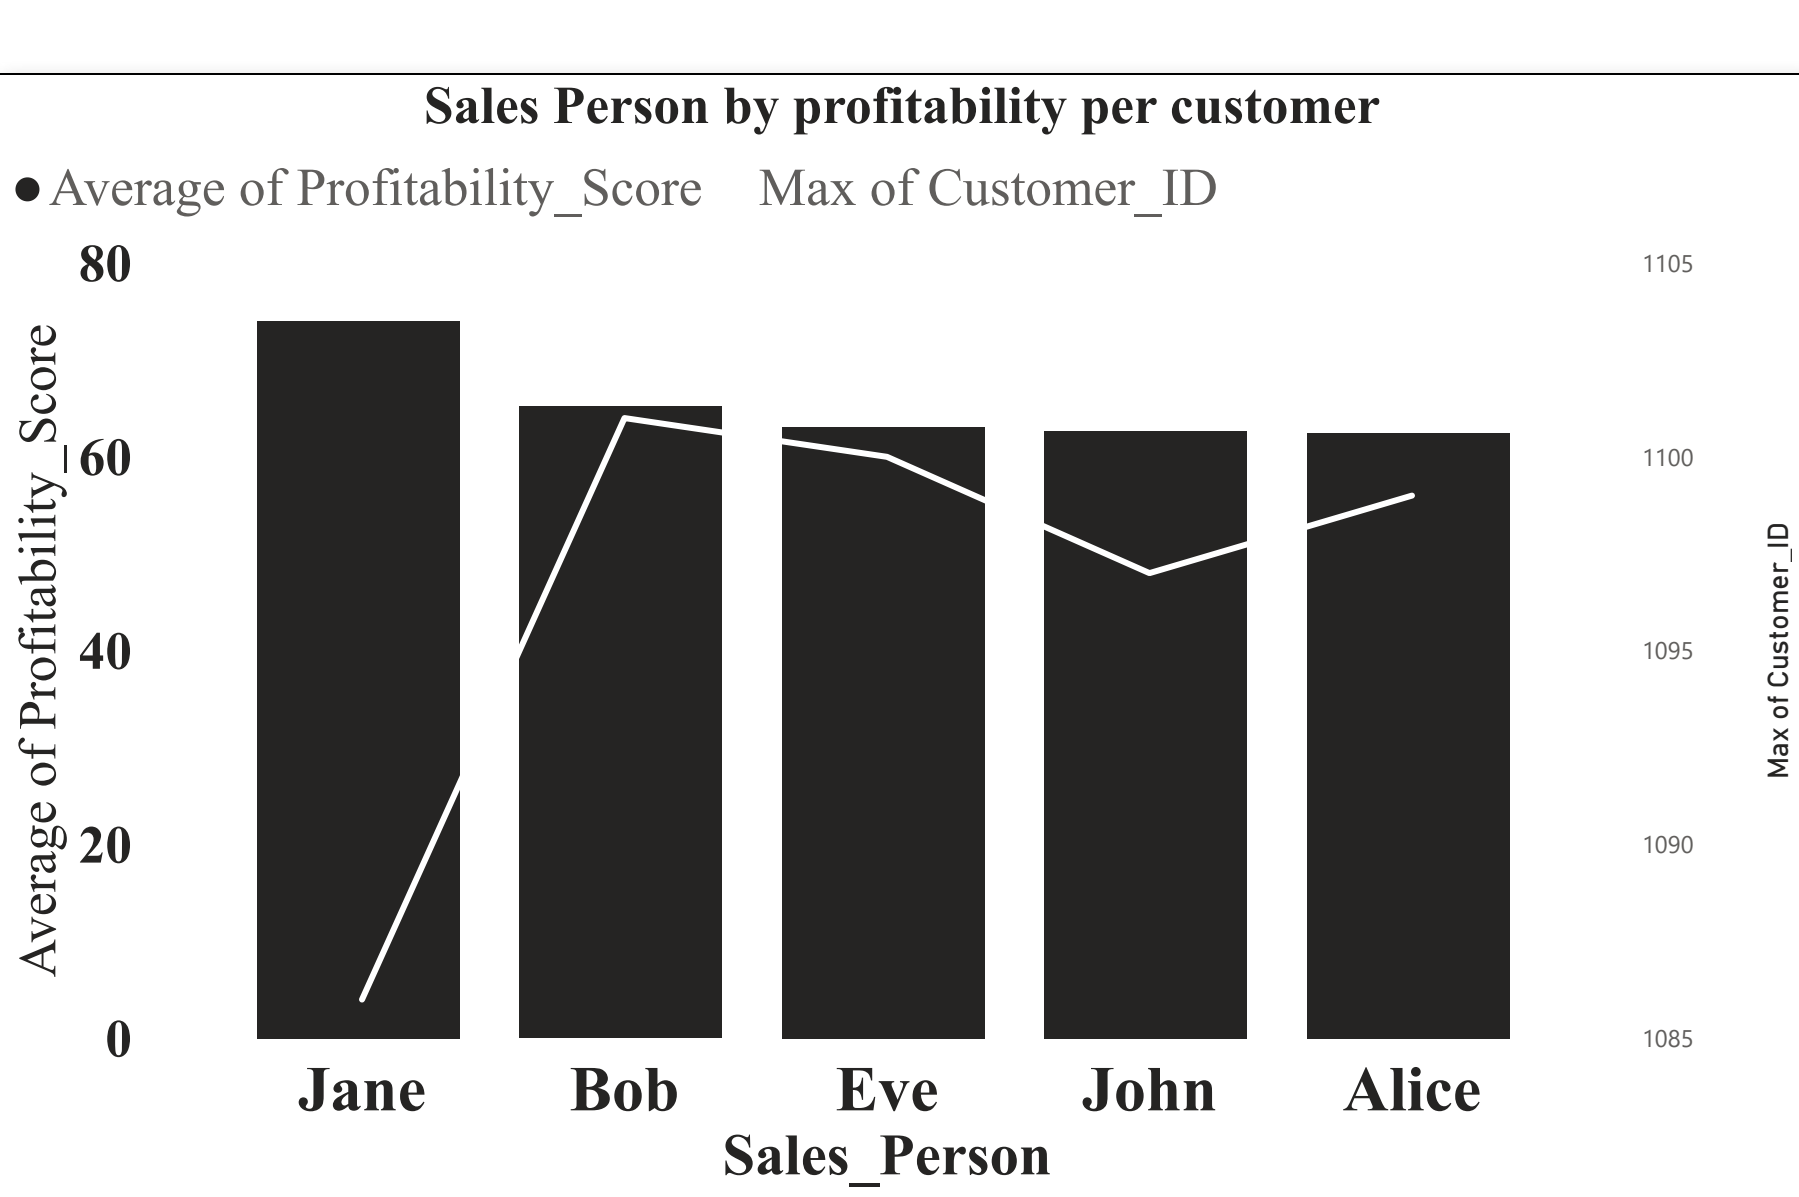 Sales Person by profitability per customer
Average of Profitability_Score Max of Customer_ID
80
60
40
20
0
Average of Profitability_Score
1105
1100
1095
1090
1085
Max of Customer_ID
Jane Bob Eve John Alice
Sales_Person